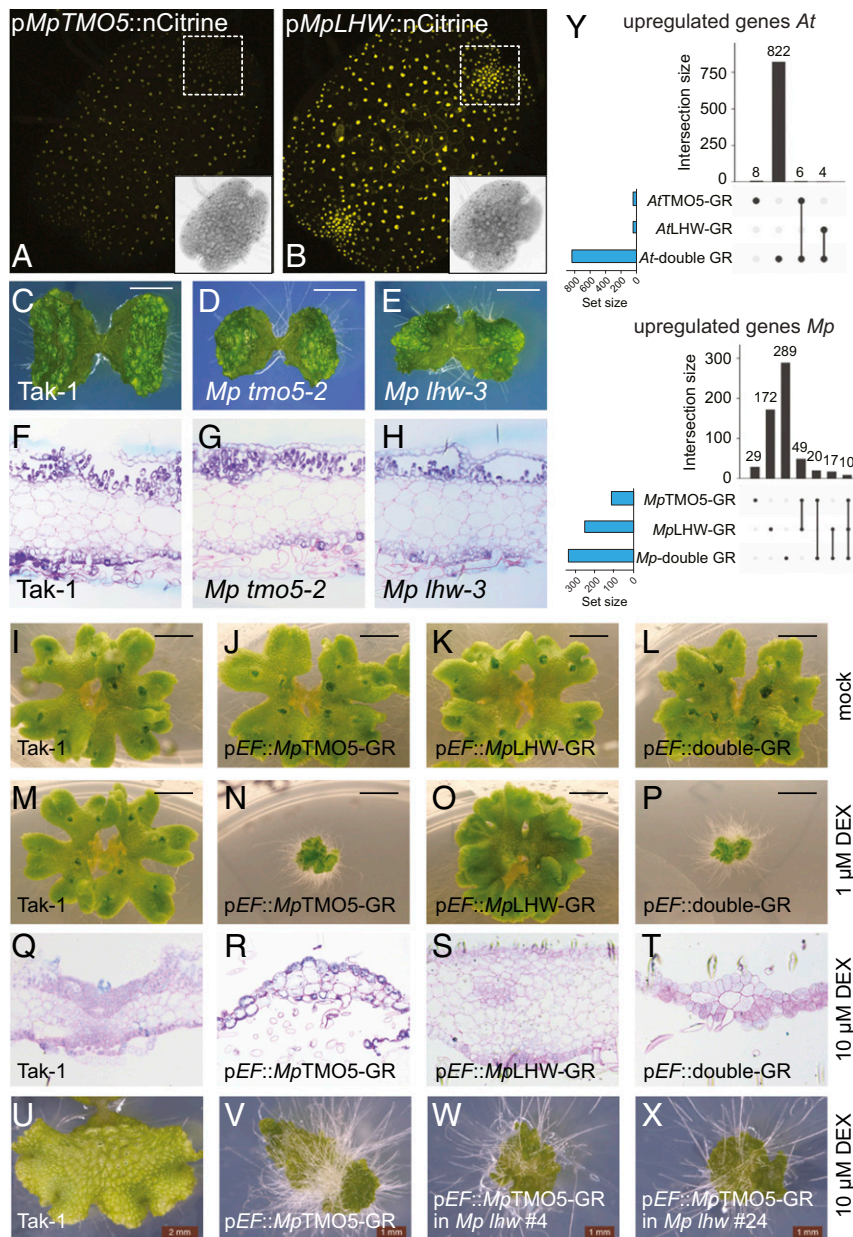 pMpTMO5::nCitrine
A
pMpLHW::nCitrine
B
Y
upregulated genes At
Intersection size
750
500
250
0
8
822
6
4
AtTMO5-GR
AtLHW-GR
At-double GR
800
600
400
200
0
Set size
upregulated genes Mp
Intersection size
300
200
100
0
29
172
289
49
20
17
10
MpTMO5-GR
MpLHW-GR
Mp-double GR
300
200
100
0
Set size
C
Tak-1
D
Mp tmo5-2
E
Mp lhw-3
F
Tak-1
G
Mp tmo5-2
H
Mp lhw-3
I
Tak-1
J
pEF::MpTMO5-GR
K
pEF::MpLHW-GR
L
pEF::double-GR
mock
M
Tak-1
N
pEF::MpTMO5-GR
O
pEF::MpLHW-GR
P
pEF::double-GR
1 µM DEX
Q
Tak-1
R
pEF::MpTMO5-GR
S
pEF::MpLHW-GR
T
pEF::double-GR
10 µM DEX
U
Tak-1
2 mm
V
pEF::MpTMO5-GR
1 mm
W
pEF::MpTMO5-GR
in Mp lhw #4
1 mm
X
pEF::MpTMO5-GR
in Mp lhw #24
1 mm
10 µM DEX